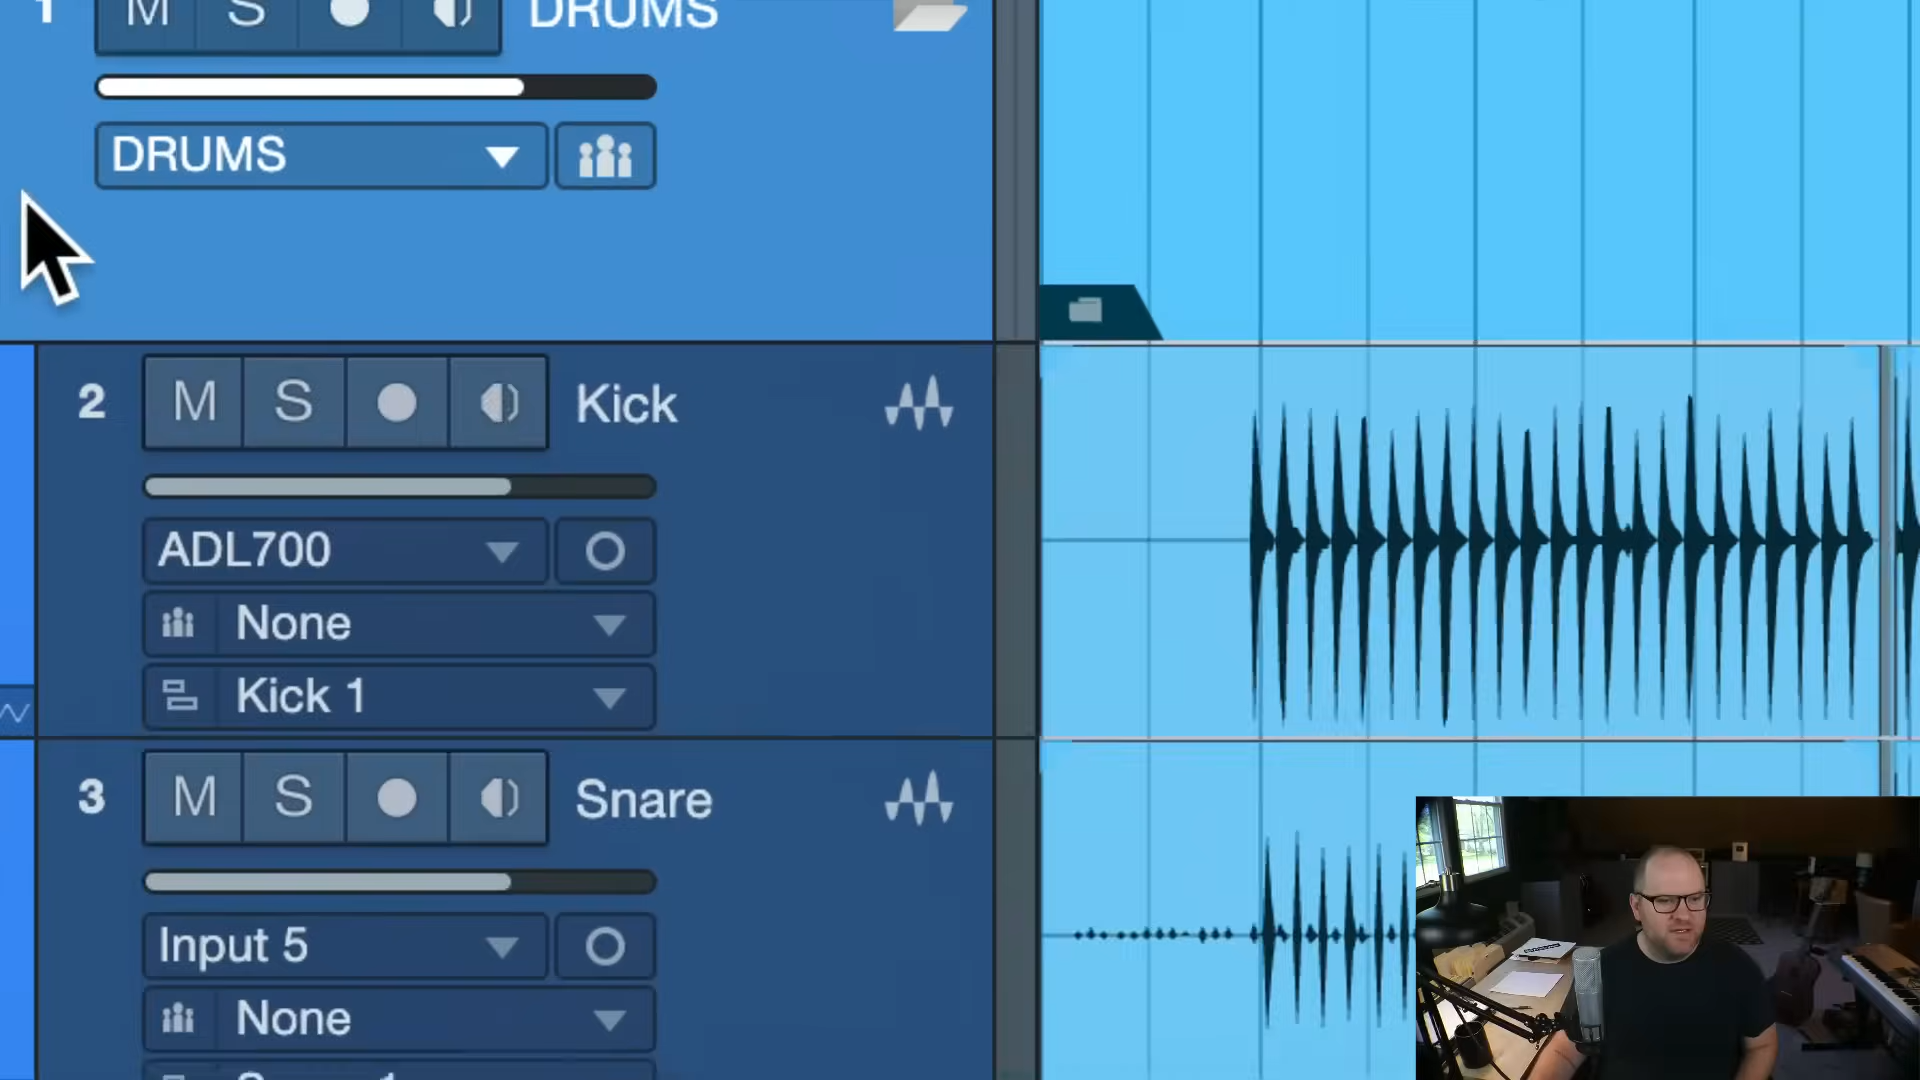 1 M S DRUMS
DRUMS
2 M S Kick
ADL700
None
Kick 1
3 M S Snare
Input 5
None